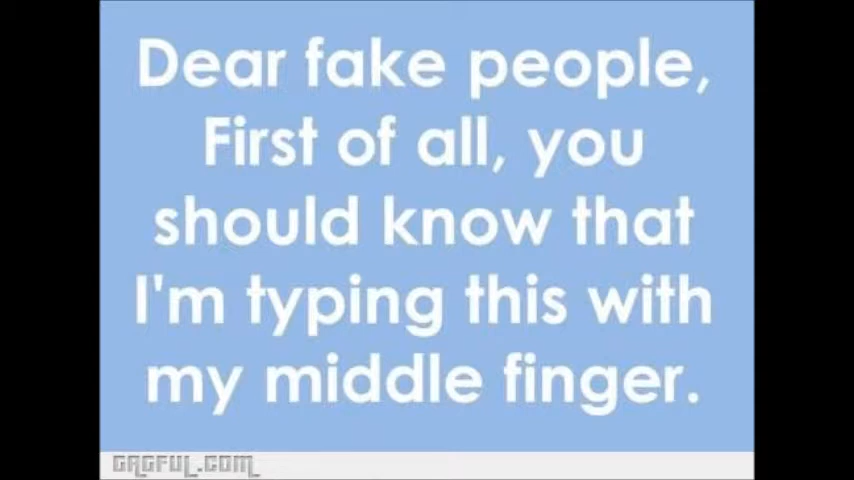 Dear fake people,
First of all, you
should know that
I'm typing this with
my middle finger.
GAGFUL.COM